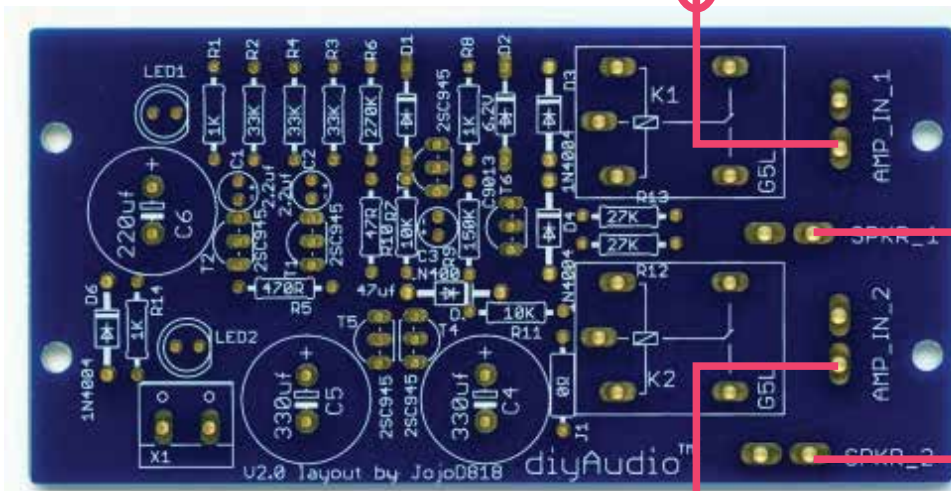 LED1
R1
R2
R4
R3
R6
D1
2SC945
R8
D2
D3
1K
33K
33K
33K
270K
1K
6.2V
1N4004
K1
G5L
AMP_IN_1
220uf
C6
C1
2.2uf
C2
2.2uf
T2
2SC945
T1
2SC945
47R
R10
10K
C3
R9
150K
C9013
T6
D4
1N4004
R13
27K
27K
R12
SPKR_1
470R
R5
47uf
10K
R11
D6
1N4004
R14
1K
LED2
X1
330uf
C5
T5
2SC945
T4
2SC945
330uf
C4
0R
J1
K2
G5L
AMP_IN_2
SPKR_2
V2.0 layout by JojoD818
diyAudio™